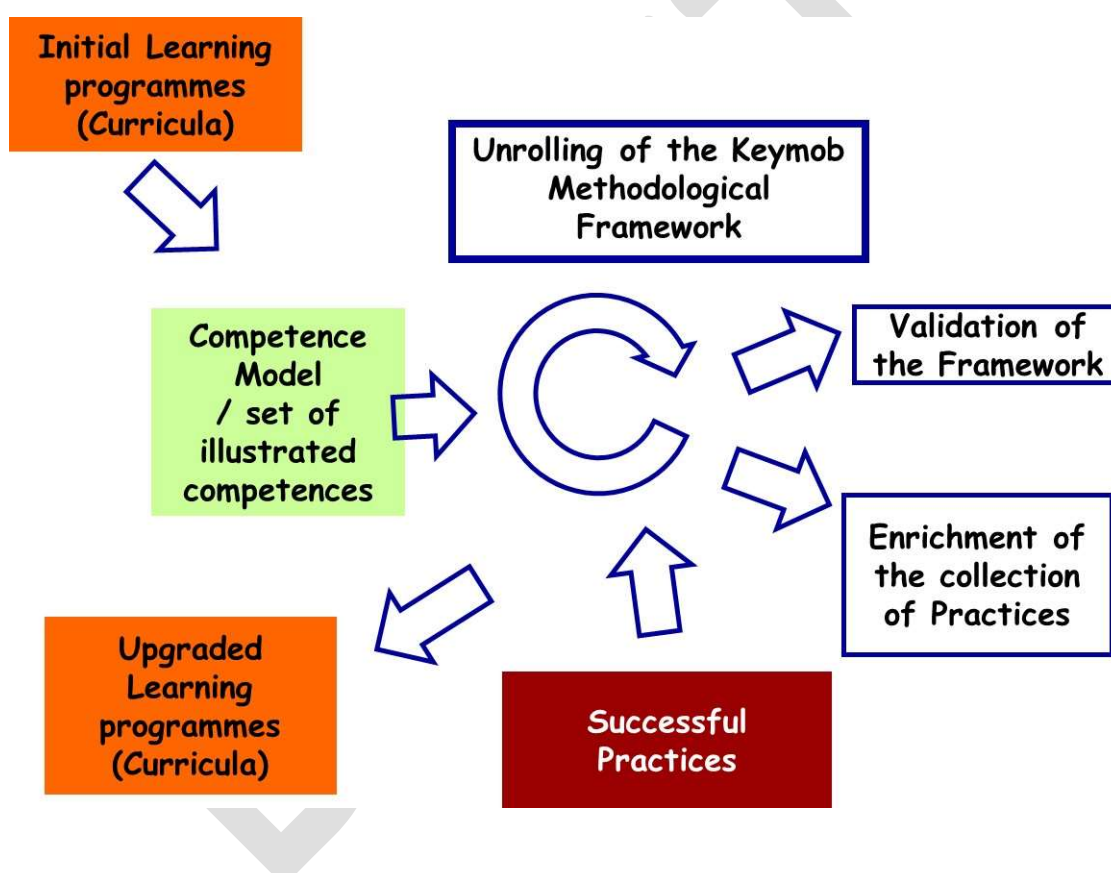 Initial Learning
programmes
(Curricula)
Unrolling of the Keymob
Methodological
Framework
Competence
Model
/ set of
illustrated
competences
Validation of
the Framework
Enrichment of
the collection
of Practices
Upgraded
Learning
programmes
(Curricula)
Successful
Practices